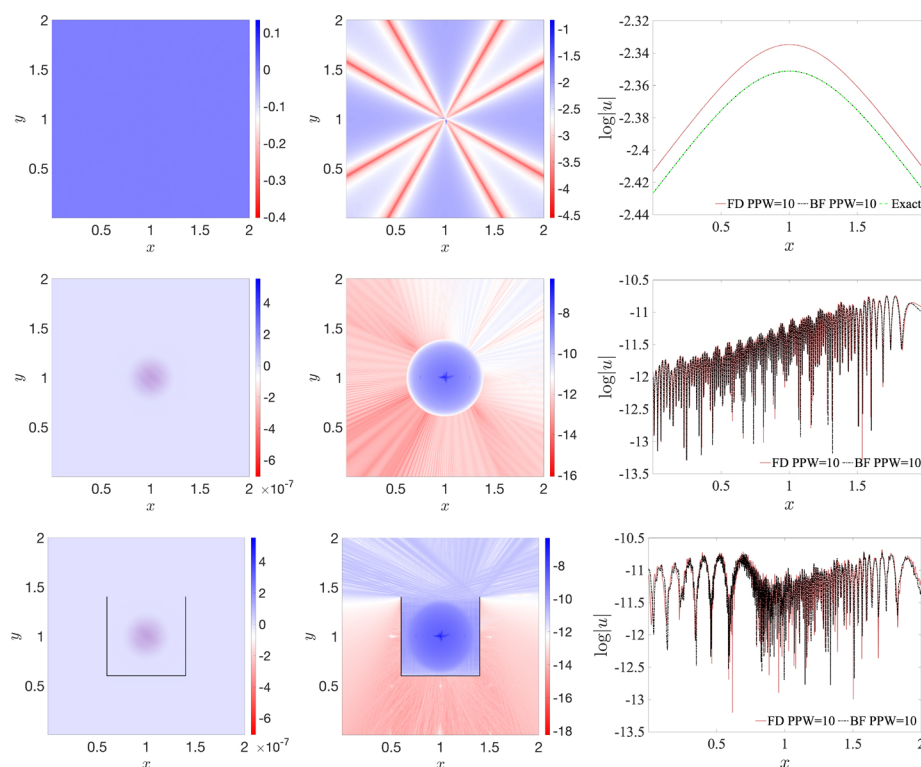 2
1.5
1
0.5
y
0.5 1 1.5 2
x
0.1
0
-0.1
-0.2
-0.3
-0.4
2
1.5
1
0.5
y
0.5 1 1.5 2
x
-1
-1.5
-2
-2.5
-3
-3.5
-4
-4.5
-2.32
-2.33
-2.34
-2.36
-2.38
-2.4
-2.42
-2.44
log|u|
FD PPW=10 BF PPW=10 Exact
0.5 1 1.5
x
2
1.5
1
0.5
y
0.5 1 1.5 2
x
4
2
0
-2
-4
-6
×10⁻⁷
2
1.5
1
0.5
y
0.5 1 1.5 2
x
-8
-10
-12
-14
-16
-10.5
-11
-11.5
-12
-12.5
-13
-13.5
log|u|
FD PPW=10 BF PPW=10
0.5 1 1.5
x
2
1.5
1
0.5
y
0.5 1 1.5 2
x
4
2
0
-2
-4
-6
×10⁻⁷
2
1.5
1
0.5
y
0.5 1 1.5 2
x
-8
-10
-12
-14
-16
-18
-10.5
-11
-11.5
-12
-12.5
-13
-13.5
log|u|
FD PPW=10 BF PPW=10
0.5 1 1.5 2
x